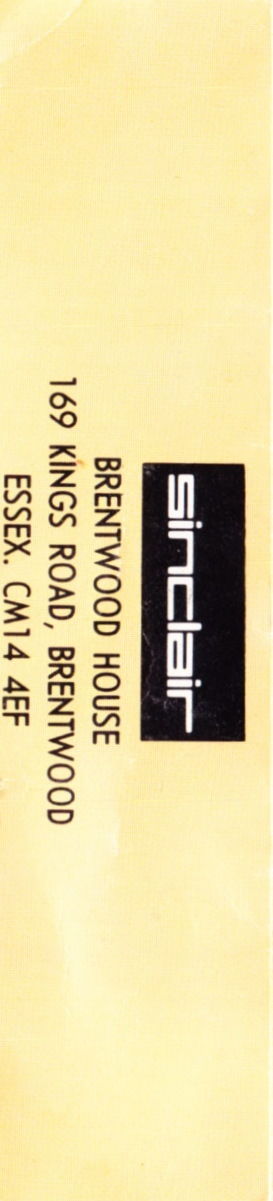 sinclair
BRENTWOOD HOUSE
169 KINGS ROAD, BRENTWOOD
ESSEX. CM14 4EF